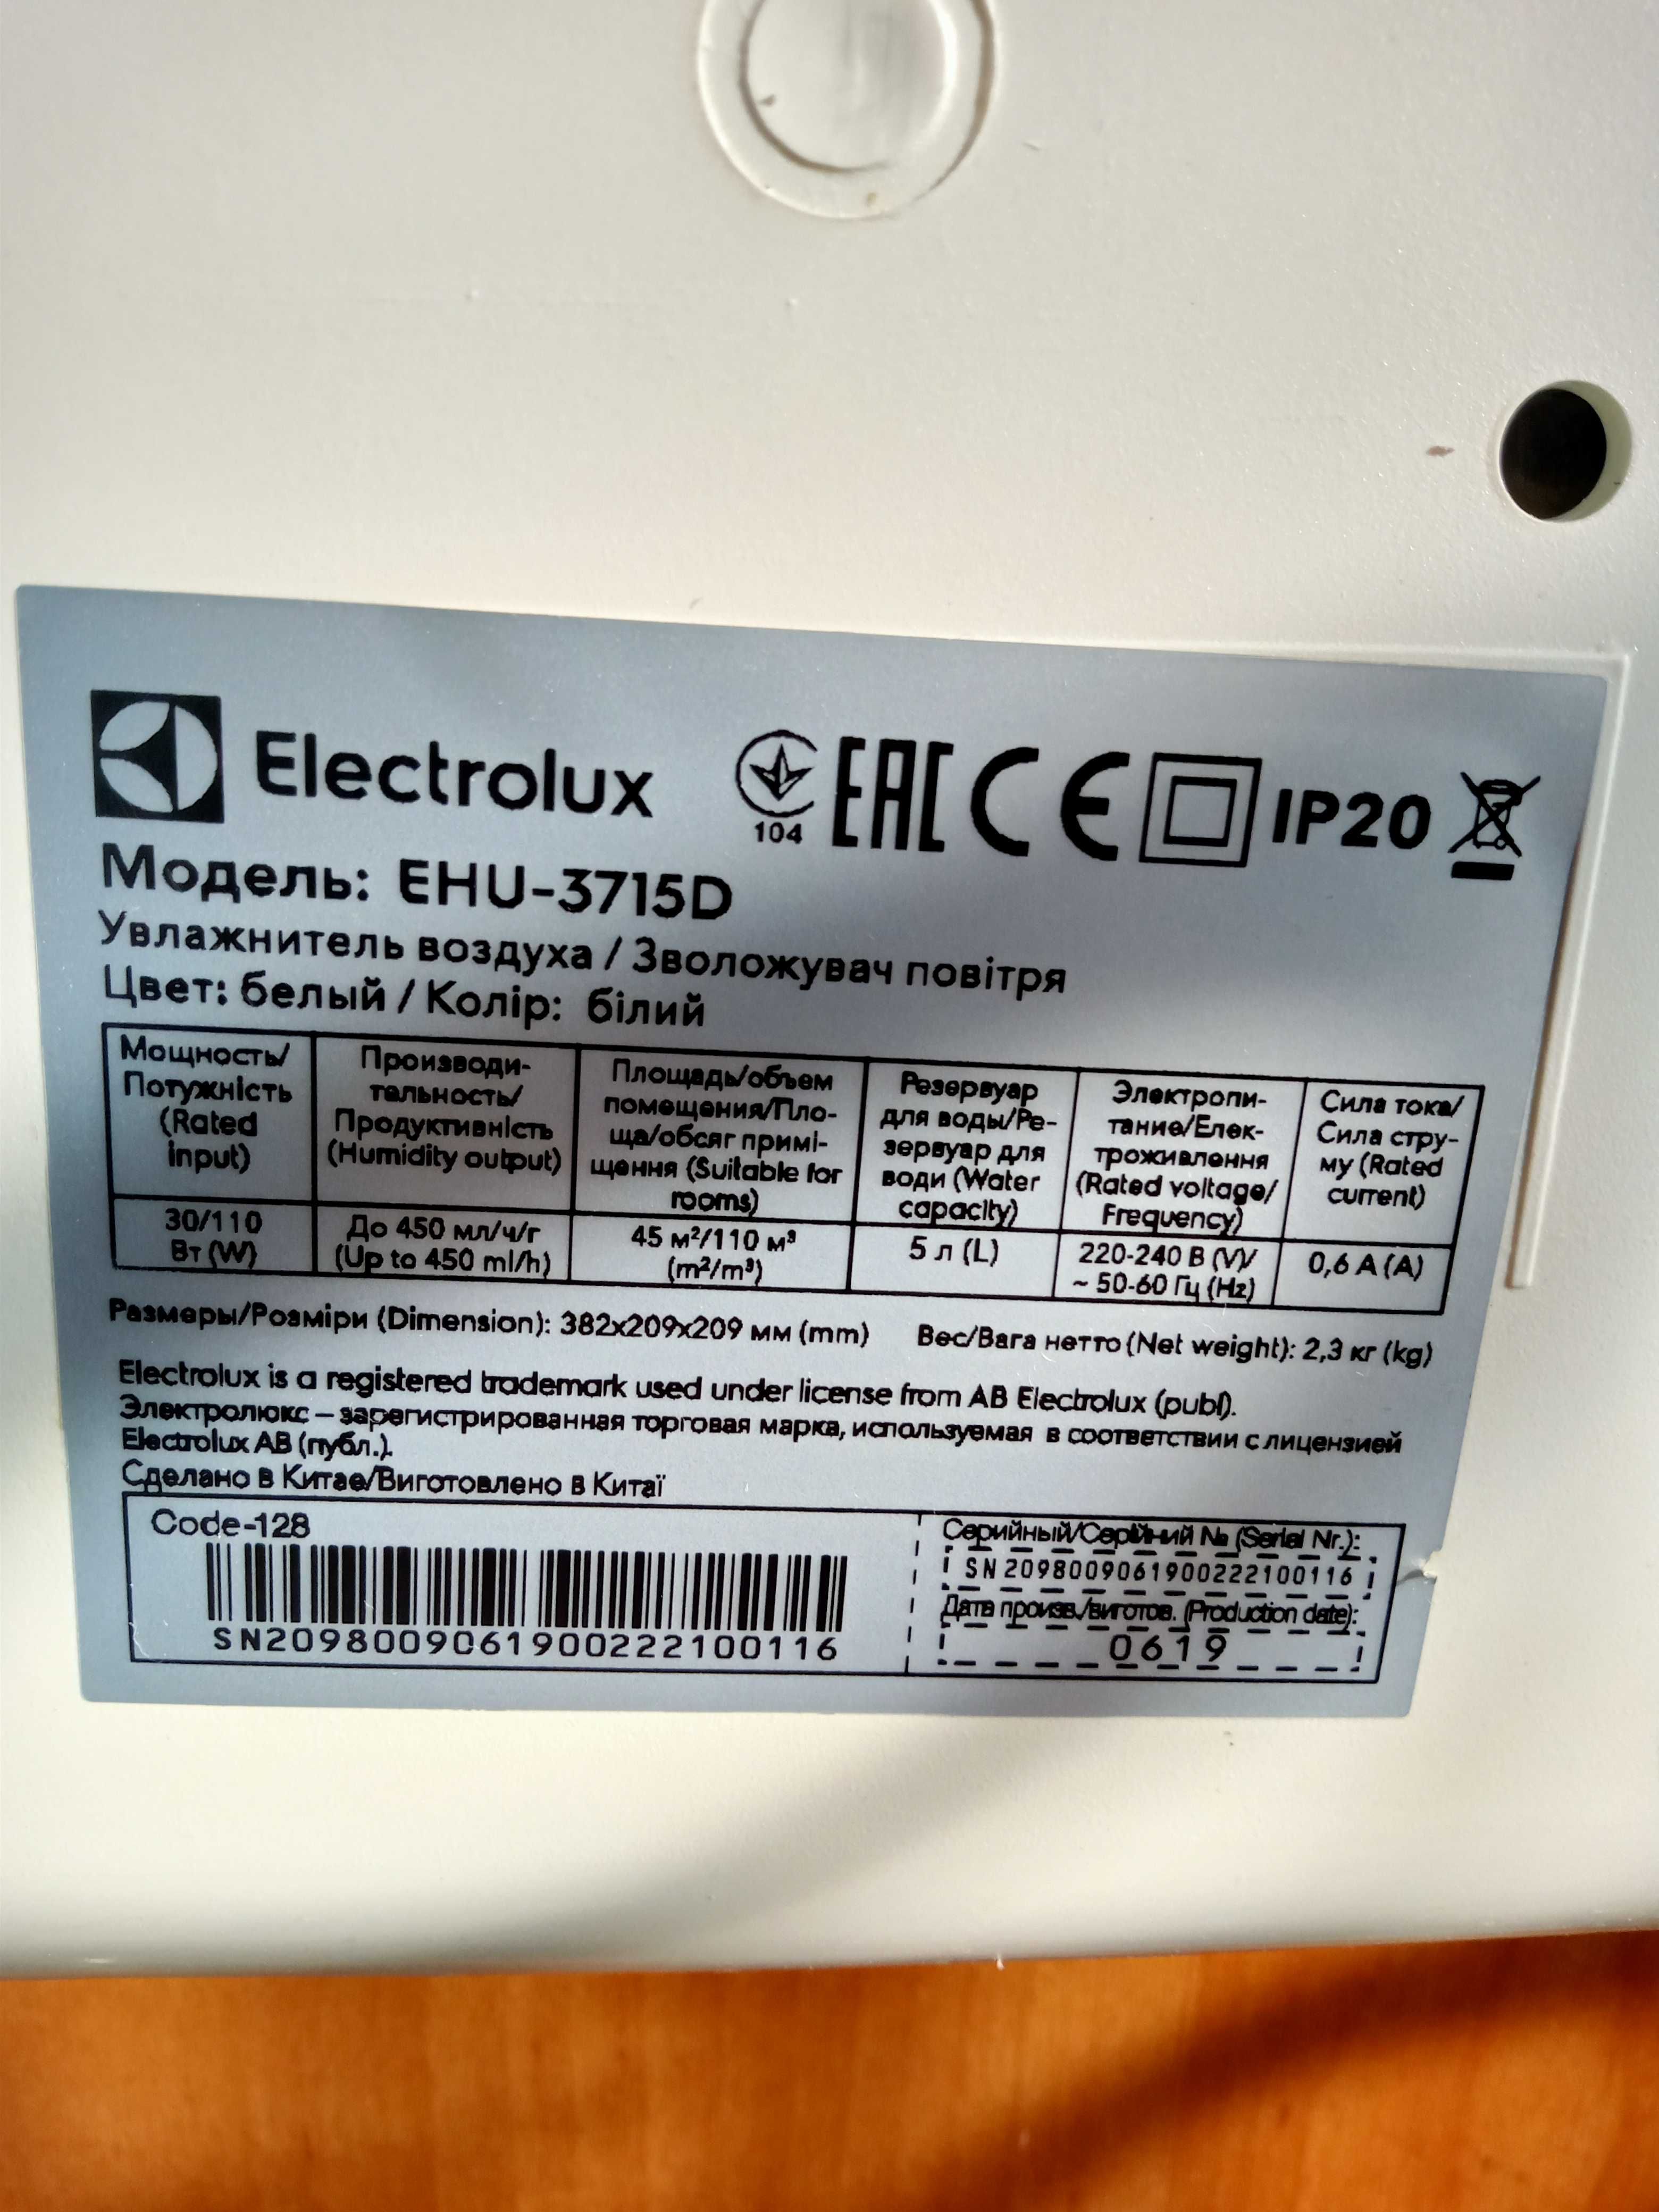 Electrolux 104 EAC CE IP20
Модель: EHU-3715D
Увлажнитель воздуха / Зволожувач повітря
Цвет: белый / Колір: білий
Мощность/
Потужність
(Rated
input)
Производи-
тельность/
Продуктивність
(Humidity output)
Площадь/объем
помещения/Пло-
ща/обсяг примі-
щення (Suitable for
rooms)
Резервуар
для воды/Ре-
зервуар для
води (Water
capacity)
Электропи-
тание/Елек-
троживлення
(Rated voltage/
Frequency)
Сила тока/
Сила стру-
му (Rated
current)
30/110
Вт (W)
До 450 мл/ч/г
(Up to 450 ml/h)
45 м²/110 м³
(m²/m³)
5 л (L)
220-240 В (V)/
~ 50-60 Гц (Hz)
0,6 А (A)
Размеры/Розміри (Dimension): 382x209x209 мм (mm) Вес/Вага нетто (Net weight): 2,3 кг (kg)
Electrolux is a registered trademark used under license from AB Electrolux (publ).
Электролюкс – зарегистрированная торговая марка, используемая в соответствии с лицензией
Electrolux AB (публ.).
Сделано в Китае/Виготовлено в Китаї
Code-128
SN2098009061900222100116
Серийный/Серійний № (Serial Nr.):
SN2098009061900222100116
Дата произв./виготов. (Production date):
0619